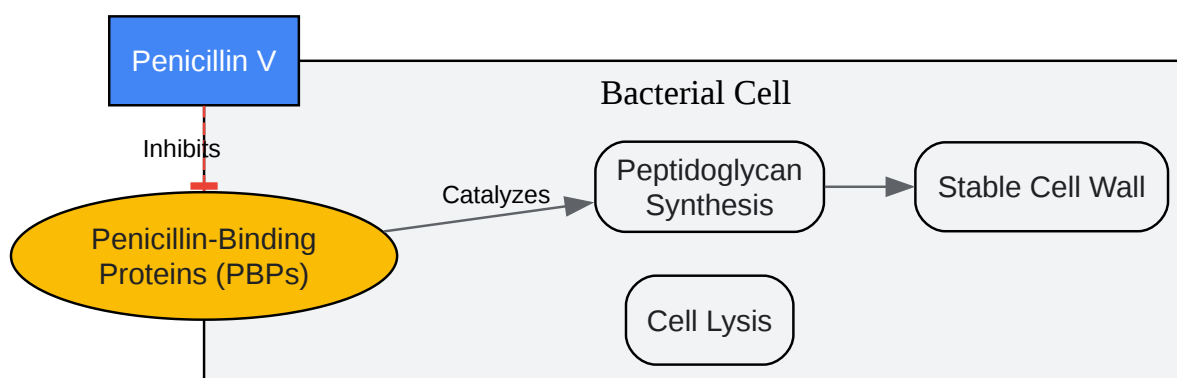 Penicillin V
Bacterial Cell
Inhibits
Peptidoglycan
Synthesis
Stable Cell Wall
Catalyzes
Penicillin-Binding
Proteins (PBPs)
Cell Lysis